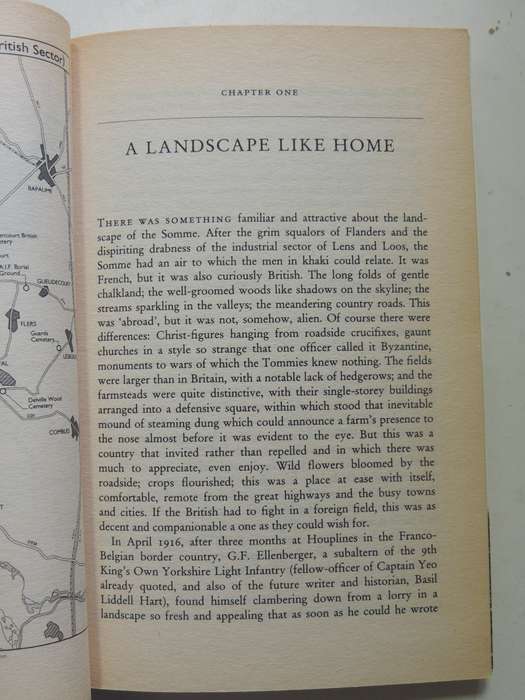 ritish Sector)
BAPAUME
encourt British
etery
court
A.I.F. Burial
Ground
GUEUDECOURT
FLERS
Guards
Cemetery
LESBŒ
VAL
Delville Wood
Cemetery
COMBLES
CHAPTER ONE
A LANDSCAPE LIKE HOME
THERE WAS SOMETHING familiar and attractive about the land-
scape of the Somme. After the grim squalors of Flanders and the
dispiriting drabness of the industrial sector of Lens and Loos, the
Somme had an air to which the men in khaki could relate. It was
French, but it was also curiously British. The long folds of gentle
chalkland; the well-groomed woods like shadows on the skyline; the
streams sparkling in the valleys; the meandering country roads. This
was ‘abroad’, but it was not, somehow, alien. Of course there were
differences: Christ-figures hanging from roadside crucifixes, gaunt
churches in a style so strange that one officer called it Byzantine,
monuments to wars of which the Tommies knew nothing. The fields
were larger than in Britain, with a notable lack of hedgerows; and the
farmsteads were quite distinctive, with their single-storey buildings
arranged into a defensive square, within which stood that inevitable
mound of steaming dung which could announce a farm’s presence to
the nose almost before it was evident to the eye. But this was a
country that invited rather than repelled and in which there was
much to appreciate, even enjoy. Wild flowers bloomed by the
roadside; crops flourished; this was a place at ease with itself,
comfortable, remote from the great highways and the busy towns
and cities. If the British had to fight in a foreign field, this was as
decent and companionable a one as they could wish for.
In April 1916, after three months at Houplines in the Franco-
Belgian border country, G.F. Ellenberger, a subaltern of the 9th
King’s Own Yorkshire Light Infantry (fellow-officer of Captain Yeo
already quoted, and also of the future writer and historian, Basil
Liddell Hart), found himself clambering down from a lorry in a
landscape so fresh and appealing that as soon as he could he wrote